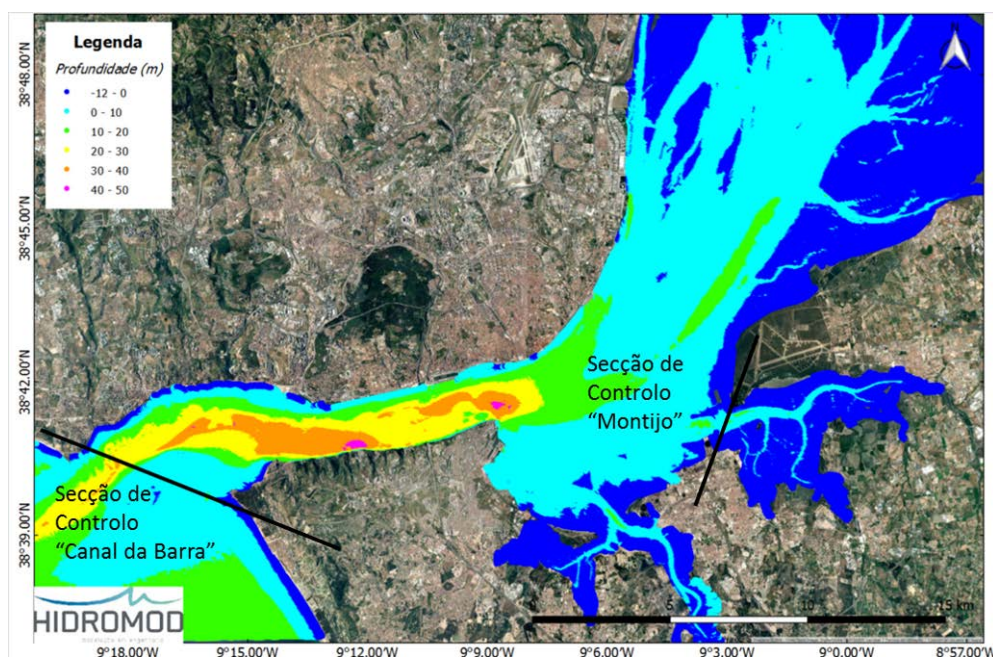 Legenda
Profundidade (m)
-12 - 0
0 - 10
10 - 20
20 - 30
30 - 40
40 - 50
38°48.00'N
38°45.00'N
38°42.00'N
38°39.00'N
Secção de
Controlo
“Montijo”
Secção de
Controlo
“Canal da Barra”
HIDROMOD
0 5 10 15 km
9°18.00'W 9°15.00'W 9°12.00'W 9°9.00'W 9°6.00'W 9°3.00'W 9°0.00'W 8°57.00'W